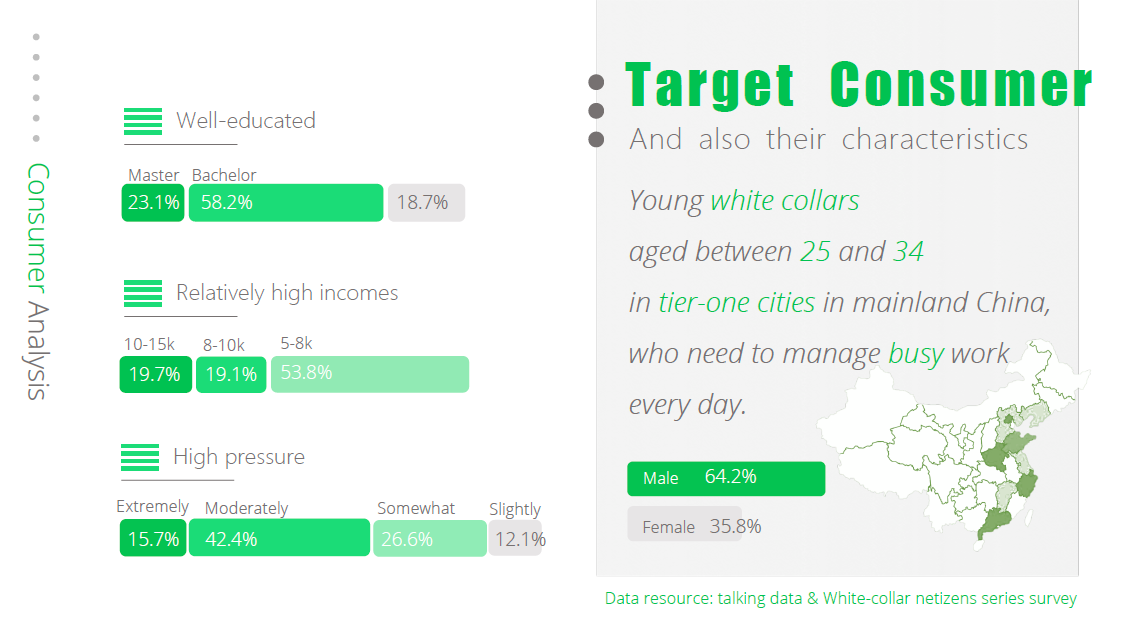 Consumer Analysis
Well-educated
Master Bachelor
23.1% 58.2% 18.7%
Relatively high incomes
10-15k 8-10k 5-8k
19.7% 19.1% 53.8%
High pressure
Extremely Moderately Somewhat Slightly
15.7% 42.4% 26.6% 12.1%
Target Consumer
And also their characteristics
Young white collars
aged between 25 and 34
in tier-one cities in mainland China,
who need to manage busy work
every day.
Male 64.2%
Female 35.8%
Data resource: talking data & White-collar netizens series survey